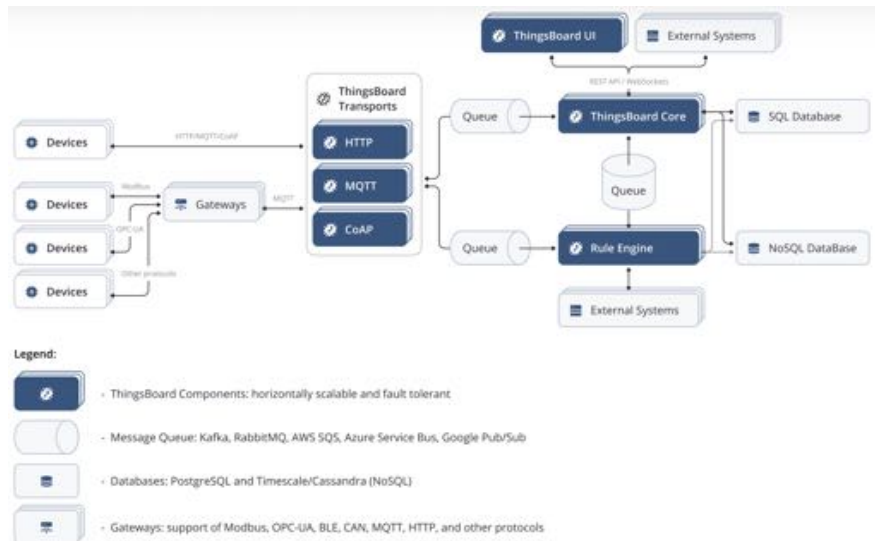 ThingsBoard UI
External Systems
REST API / WebSockets
ThingsBoard
Transports
Queue
ThingsBoard Core
SQL Database
Devices
HTTP/MQTT/CoAP
HTTP
Modbus
MQTT
Queue
Devices
Gateways
MQTT
OPC-UA
CoAP
Devices
Queue
Rule Engine
NoSQL DataBase
Other protocols
Devices
External Systems
Legend:
- ThingsBoard Components: horizontally scalable and fault tolerant
- Message Queue: Kafka, RabbitMQ, AWS SQS, Azure Service Bus, Google Pub/Sub
- Databases: PostgreSQL and Timescale/Cassandra (NoSQL)
- Gateways: support of Modbus, OPC-UA, BLE, CAN, MQTT, HTTP, and other protocols